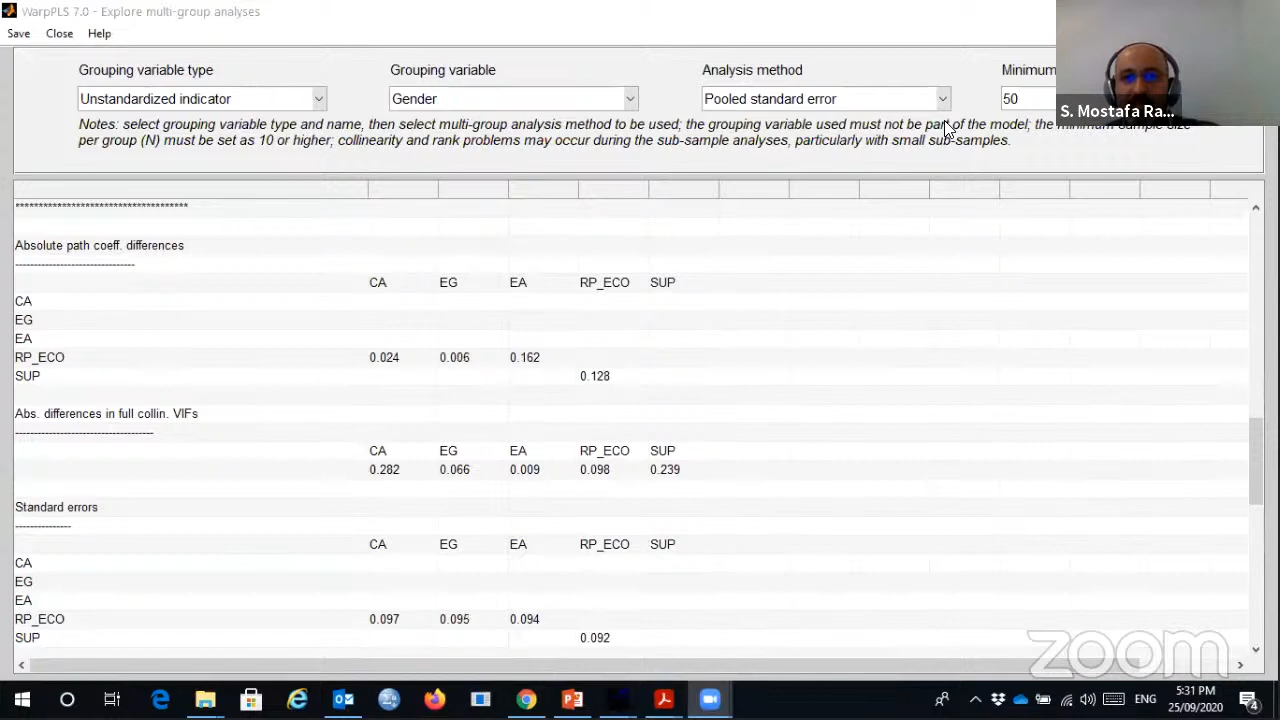 WarpPLS 7.0 - Explore multi-group analyses
Save Close Help
Grouping variable type Grouping variable Analysis method Minimum
Unstandardized indicator Gender Pooled standard error 50
S. Mostafa Ra...
Notes: select grouping variable type and name, then select multi-group analysis method to be used; the grouping variable used must not be part of the model; the minimum sample size
per group (N) must be set as 10 or higher; collinearity and rank problems may occur during the sub-sample analyses, particularly with small sub-samples.
************************************
Absolute path coeff. differences
--------------------------------
CA EG EA RP_ECO SUP
CA
EG
EA
RP_ECO 0.024 0.006 0.162
SUP 0.128
Abs. differences in full collin. VIFs
-------------------------------------
CA EG EA RP_ECO SUP
0.282 0.066 0.009 0.098 0.239
Standard errors
---------------
CA EG EA RP_ECO SUP
CA
EG
EA
RP_ECO 0.097 0.095 0.094
SUP 0.092
zoom
ENG 5:31 PM
25/09/2020
4